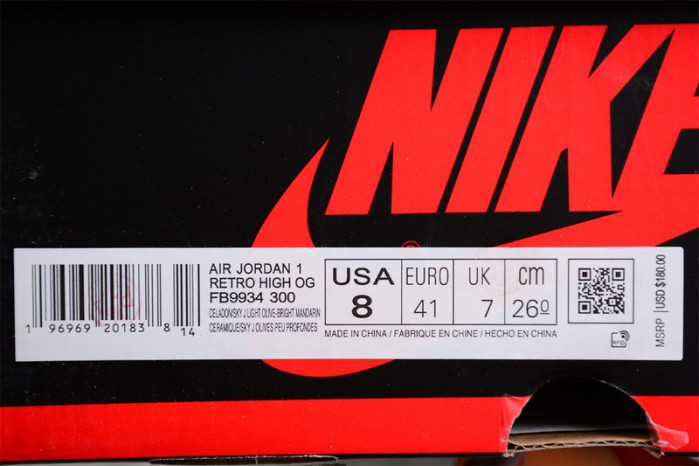 NIKE
®
AIR JORDAN 1
RETRO HIGH OG
FB9934 300
CELADON/SKY J LIGHT OLIVE-BRIGHT MANDARIN
CERAMIQUE/SKY J OLIVES PEU PROFONDES
1 96969 20183 8 14
USA EURO UK cm
8 41 7 26º
MADE IN CHINA / FABRIQUE EN CHINE / HECHO EN CHINA
RFID
MSRP USD $180.00